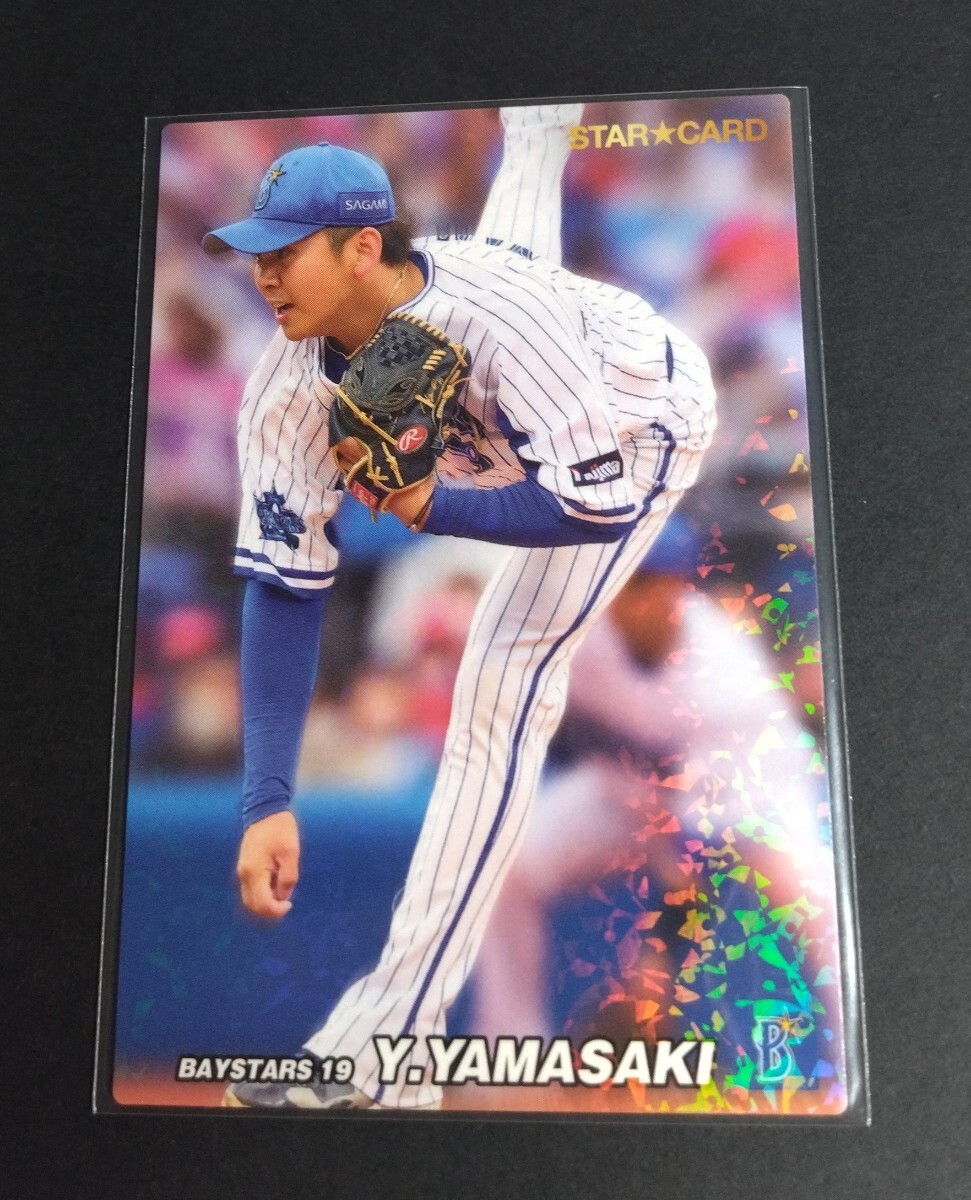 STAR★CARD
SAGAMI
R
BAYSTARS 19 Y.YAMASAKI
B